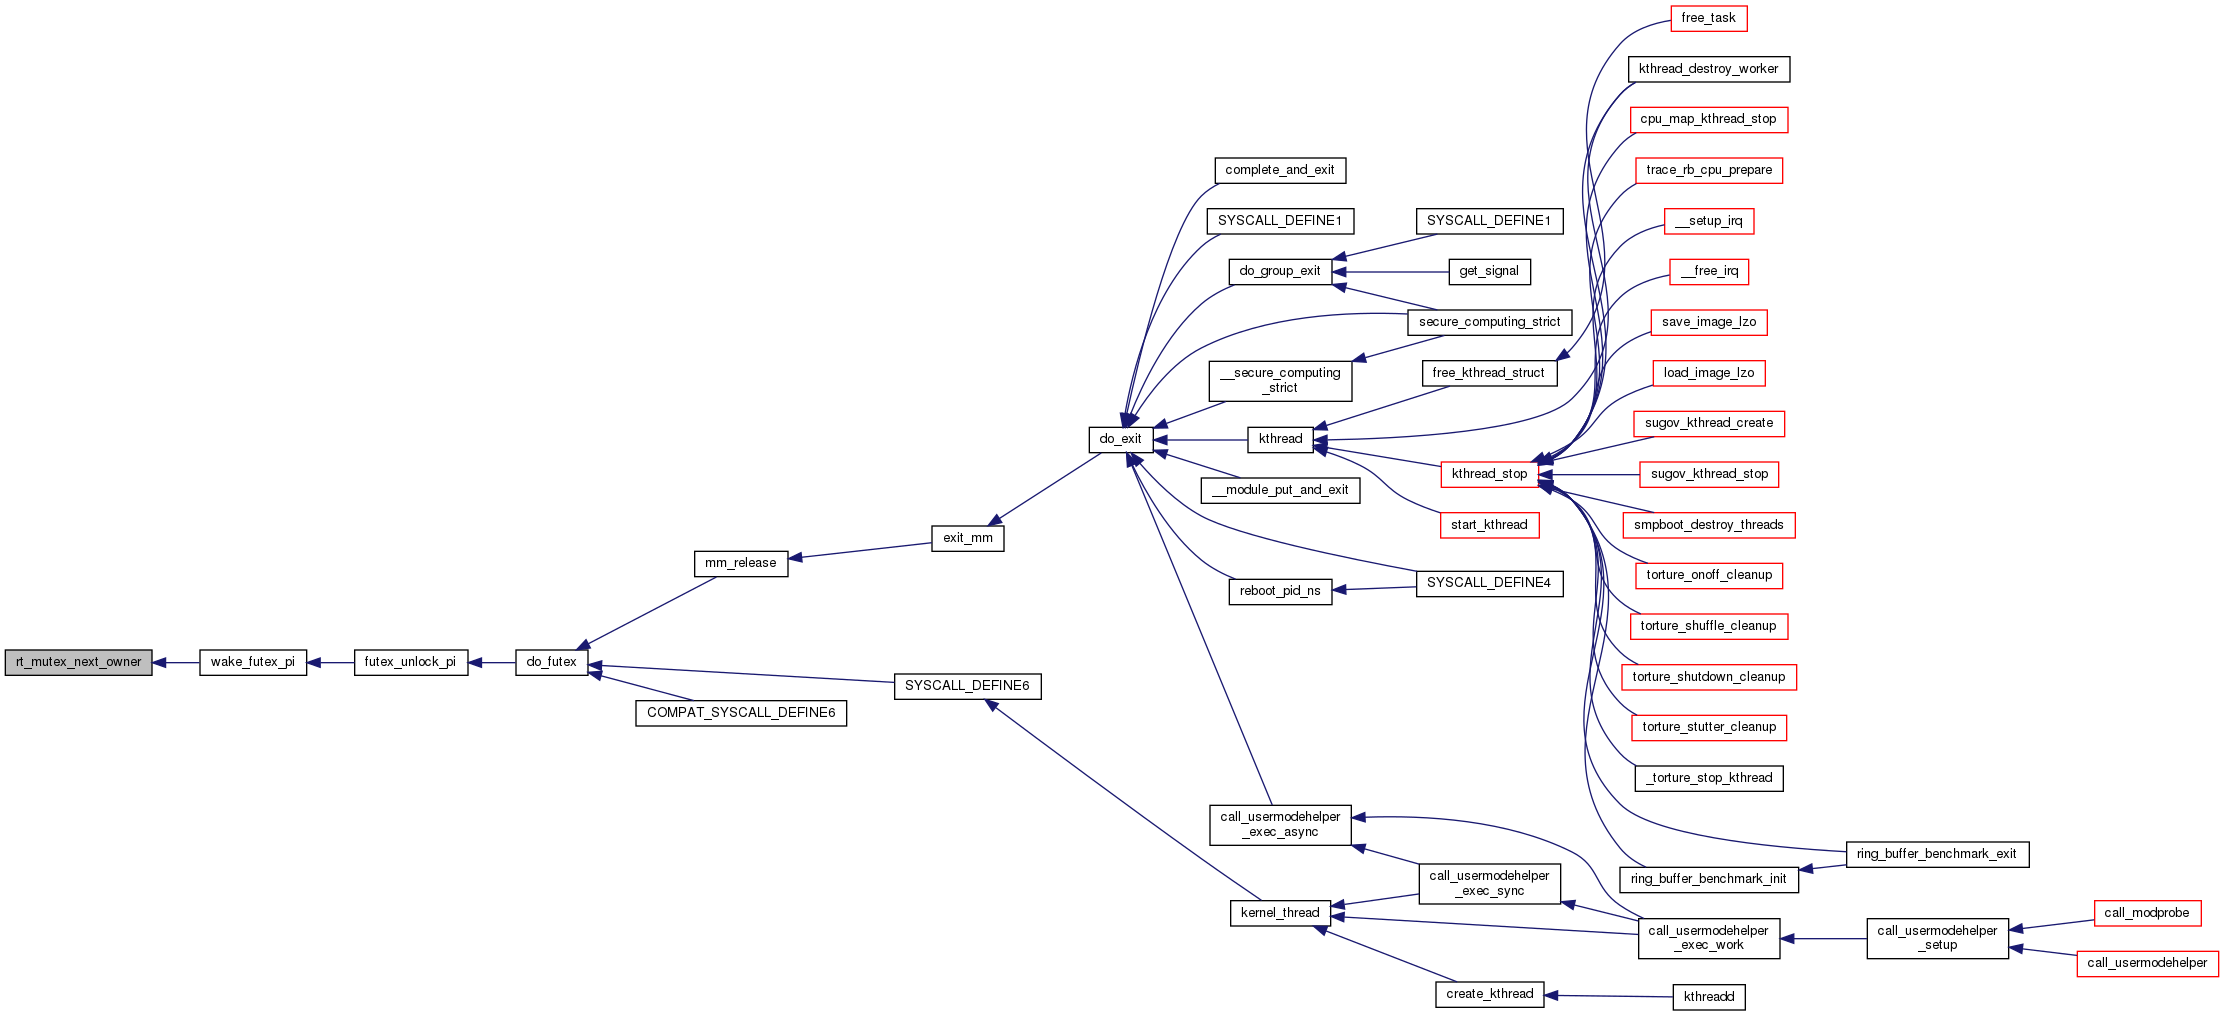 free_task
kthread_destroy_worker
cpu_map_kthread_stop
complete_and_exit
trace_rb_cpu_prepare
SYSCALL_DEFINE1
SYSCALL_DEFINE1
__setup_irq
do_group_exit
get_signal
__free_irq
secure_computing_strict
save_image_lzo
__secure_computing
_strict
free_kthread_struct
load_image_lzo
sugov_kthread_create
do_exit
kthread
kthread_stop
sugov_kthread_stop
__module_put_and_exit
start_kthread
smpboot_destroy_threads
exit_mm
mm_release
torture_onoff_cleanup
reboot_pid_ns
SYSCALL_DEFINE4
torture_shuffle_cleanup
rt_mutex_next_owner
wake_futex_pi
futex_unlock_pi
do_futex
torture_shutdown_cleanup
SYSCALL_DEFINE6
COMPAT_SYSCALL_DEFINE6
torture_stutter_cleanup
_torture_stop_kthread
call_usermodehelper
_exec_async
ring_buffer_benchmark_exit
ring_buffer_benchmark_init
call_usermodehelper
_exec_sync
kernel_thread
call_usermodehelper
_exec_work
call_usermodehelper
_setup
call_modprobe
call_usermodehelper
create_kthread
kthreadd